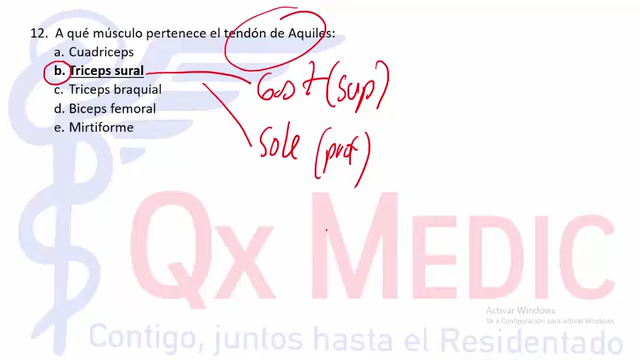 12. A qué músculo pertenece el tendón de Aquiles:
a. Cuadriceps
b. Triceps sural
c. Triceps braquial
d. Biceps femoral
e. Mirtiforme
Gast (sup)
Sole (prof)
QX MEDIC
Activar Windows
Ve a Configuración para activar Windows.
Contigo, juntos hasta el Residentado